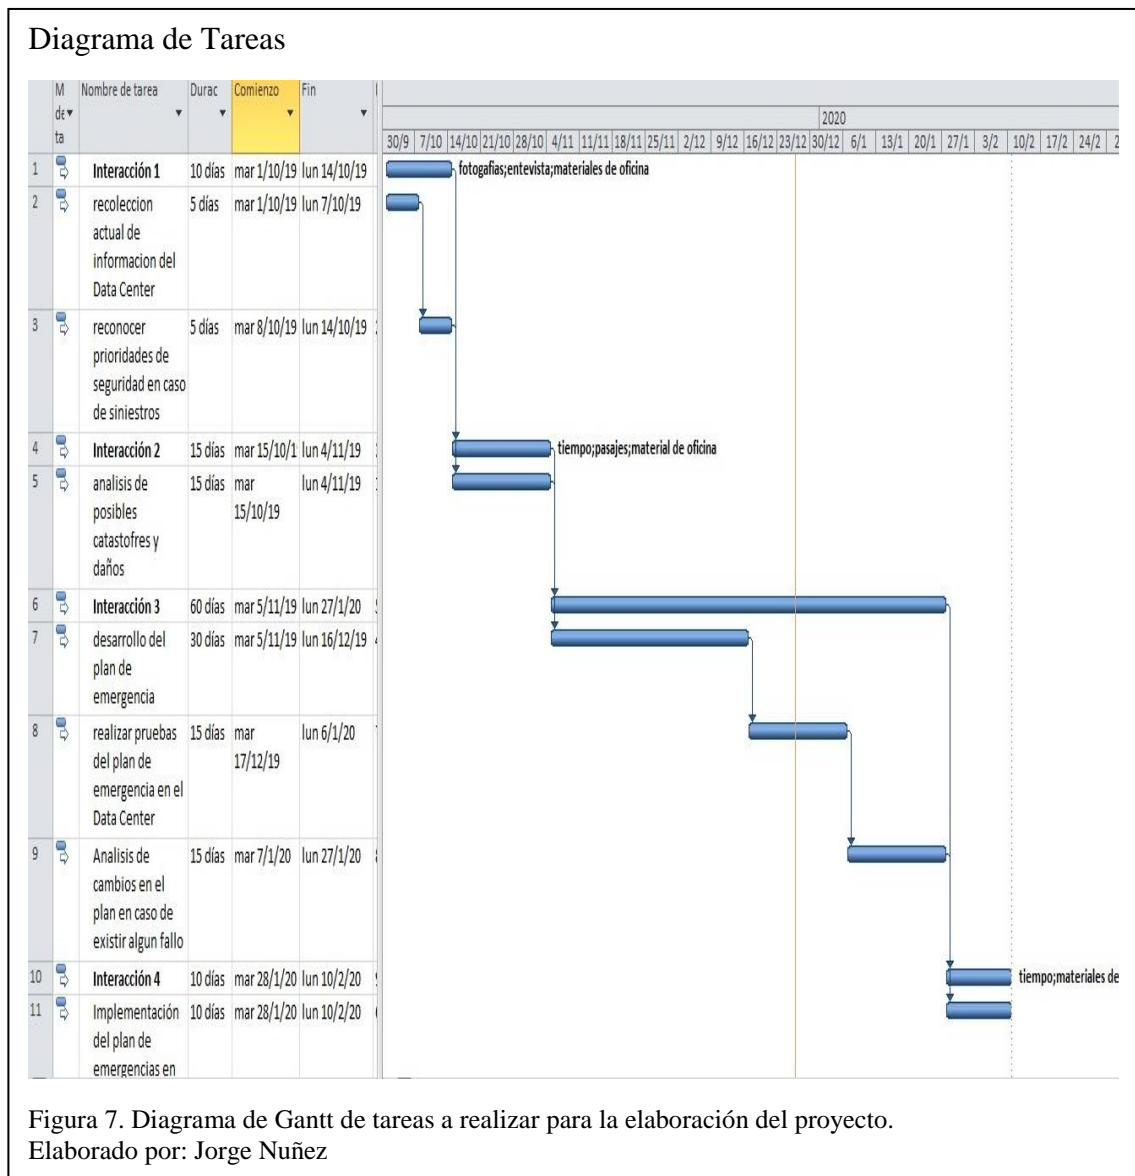 Diagrama de Tareas
M de ta Nombre de tarea Durac Comienzo Fin
2020
30/9 7/10 14/10 21/10 28/10 4/11 11/11 18/11 25/11 2/12 9/12 16/12 23/12 30/12 6/1 13/1 20/1 27/1 3/2 10/2 17/2 24/2 2
1 Interacción 1 10 días mar 1/10/19 lun 14/10/19 fotogafias;entevista;materiales de oficina
2 recoleccion 5 días mar 1/10/19 lun 7/10/19
actual de
informacion del
Data Center
3 reconocer 5 días mar 8/10/19 lun 14/10/19
prioridades de
seguridad en caso
de siniestros
4 Interacción 2 15 días mar 15/10/1 lun 4/11/19 tiempo;pasajes;material de oficina
5 analisis de 15 días mar lun 4/11/19
posibles 15/10/19
catastofres y
daños
6 Interacción 3 60 días mar 5/11/19 lun 27/1/20
7 desarrollo del 30 días mar 5/11/19 lun 16/12/19
plan de
emergencia
8 realizar pruebas 15 días mar lun 6/1/20
del plan de 17/12/19
emergencia en el
Data Center
9 Analisis de 15 días mar 7/1/20 lun 27/1/20
cambios en el
plan en caso de
existir algun fallo
10 Interacción 4 10 días mar 28/1/20 lun 10/2/20 tiempo;materiales de
11 Implementación 10 días mar 28/1/20 lun 10/2/20
del plan de
emergencias en
Figura 7. Diagrama de Gantt de tareas a realizar para la elaboración del proyecto.
Elaborado por: Jorge Nuñez